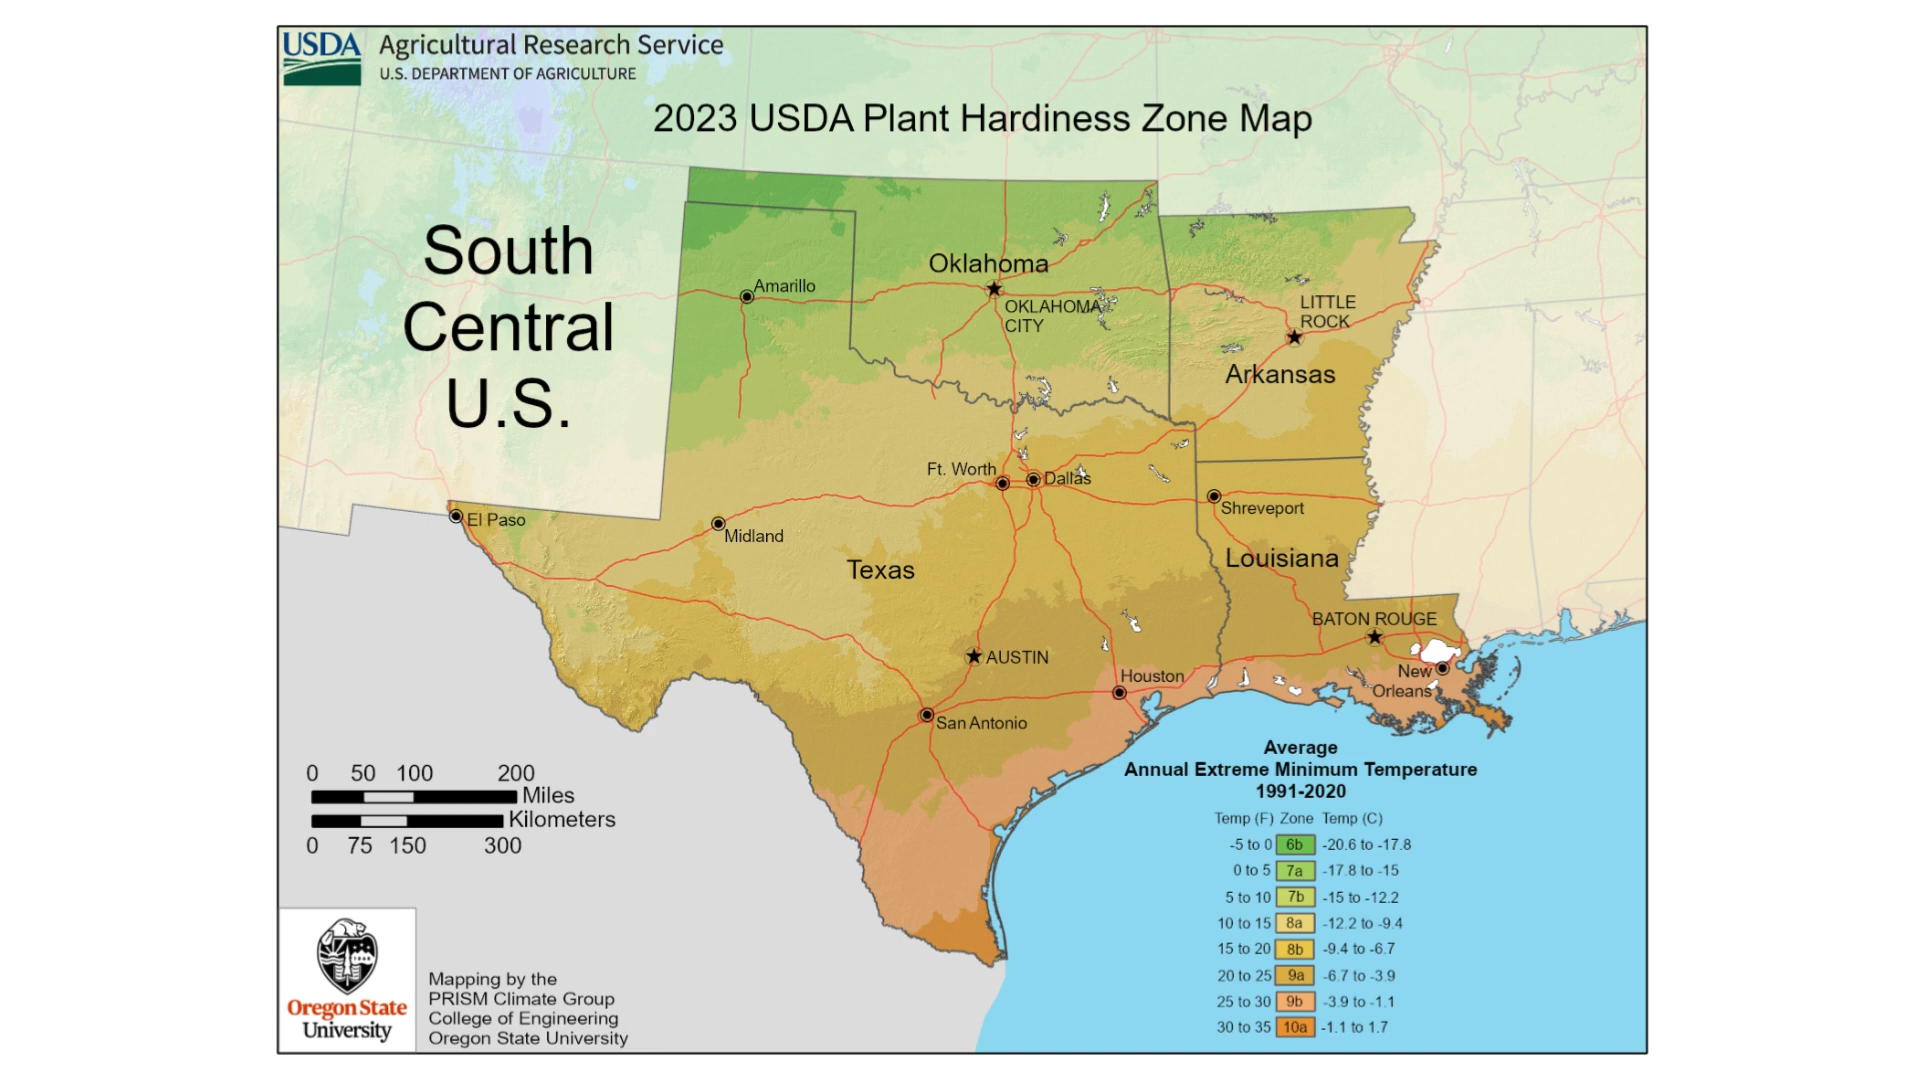 USDA
Agricultural Research Service
U.S. DEPARTMENT OF AGRICULTURE
2023 USDA Plant Hardiness Zone Map
South
Central
U.S.
Amarillo
Oklahoma
OKLAHOMA
CITY
LITTLE
ROCK
Arkansas
Ft. Worth
Dallas
El Paso
Midland
Shreveport
Texas
Louisiana
BATON ROUGE
AUSTIN
Houston
New
Orleans
San Antonio
0 50 100 200
Miles
Kilometers
0 75 150 300
Average
Annual Extreme Minimum Temperature
1991-2020
Temp (F) Zone Temp (C)
-5 to 0 6b -20.6 to -17.8
0 to 5 7a -17.8 to -15
5 to 10 7b -15 to -12.2
10 to 15 8a -12.2 to -9.4
15 to 20 8b -9.4 to -6.7
20 to 25 9a -6.7 to -3.9
25 to 30 9b -3.9 to -1.1
30 to 35 10a -1.1 to 1.7
Oregon State
University
Mapping by the
PRISM Climate Group
College of Engineering
Oregon State University